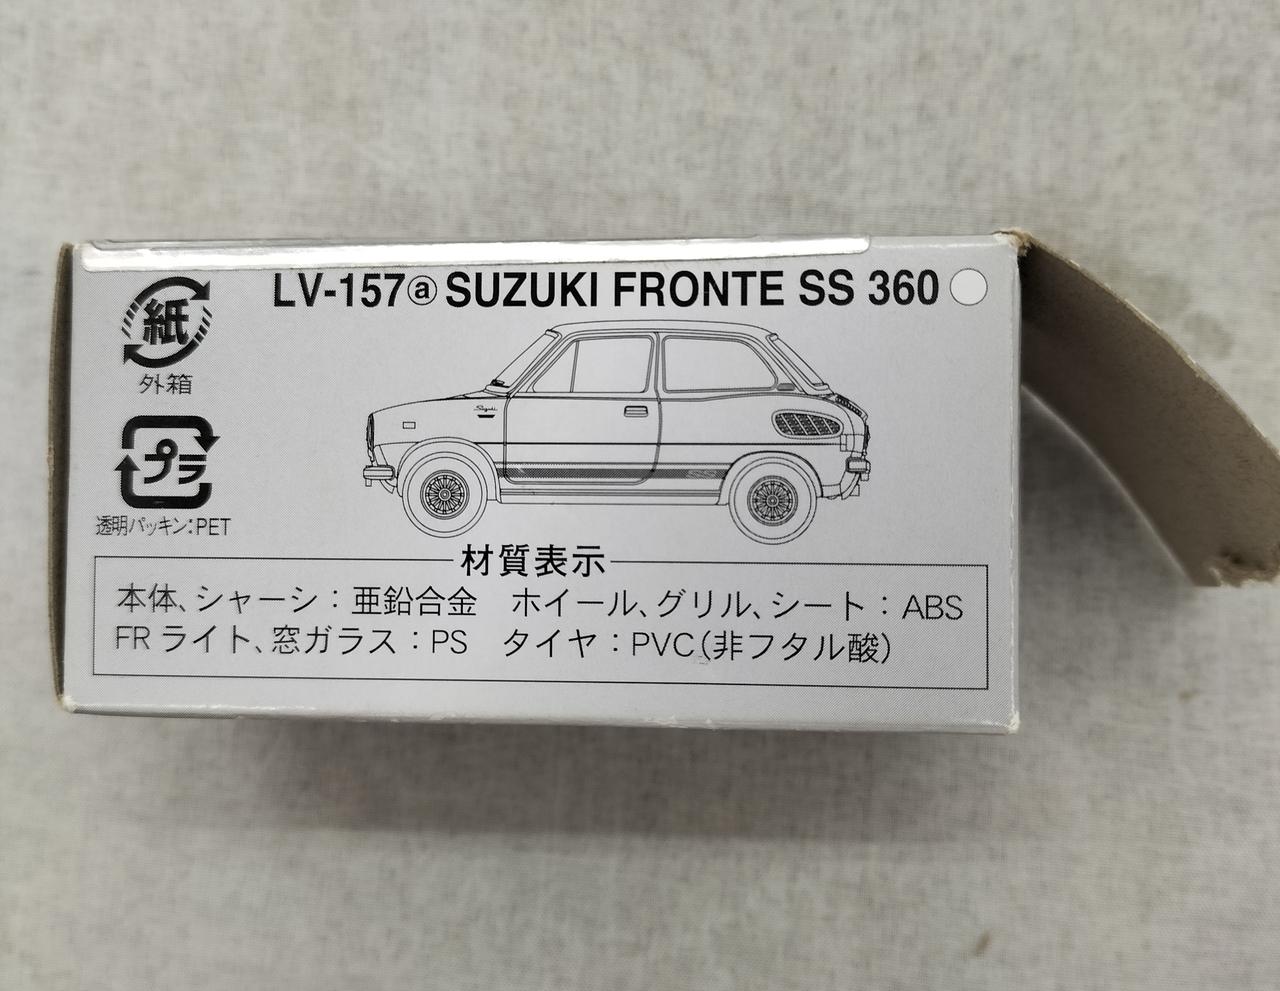 LV-157ⓐ SUZUKI FRONTE SS 360
紙
外箱
プラ
透明パッキン:PET
Suzuki
SS
材質表示
本体、シャーシ：亜鉛合金　ホイール、グリル、シート：ABS
FR ライト、窓ガラス：PS　タイヤ：PVC(非フタル酸)